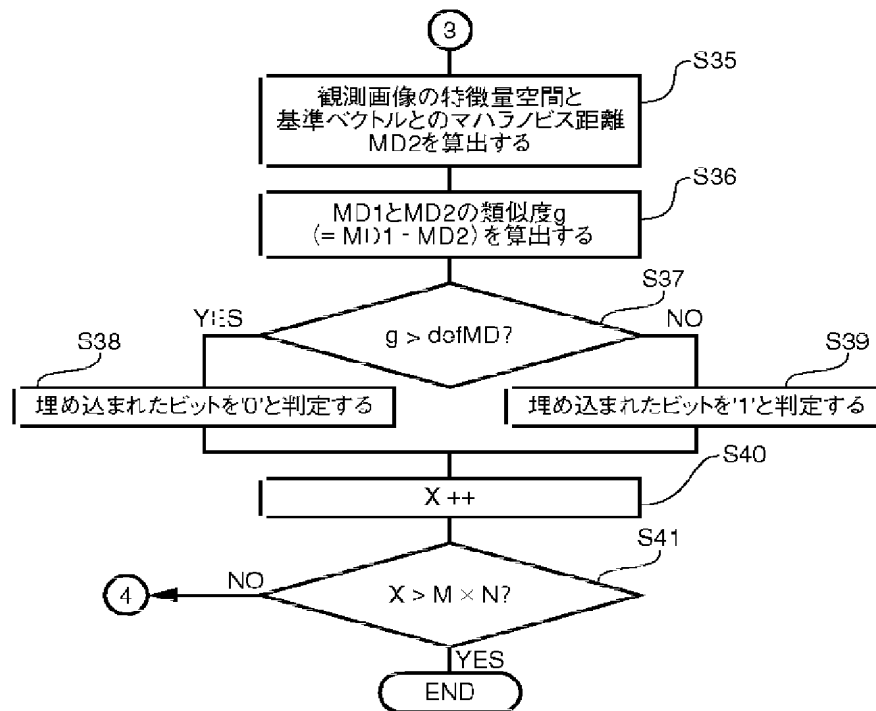 3
S35
観測画像の特徴量空間と
基準ベクトルとのマハラノビス距離
MD2を算出する
S36
MD1とMD2の類似度g
(= MD1 - MD2)を算出する
S37
YES
g > defMD?
NO
S38
S39
埋め込まれたビットを'0'と判定する
埋め込まれたビットを'1'と判定する
S40
X ++
S41
4
NO
X > M × N?
YES
END